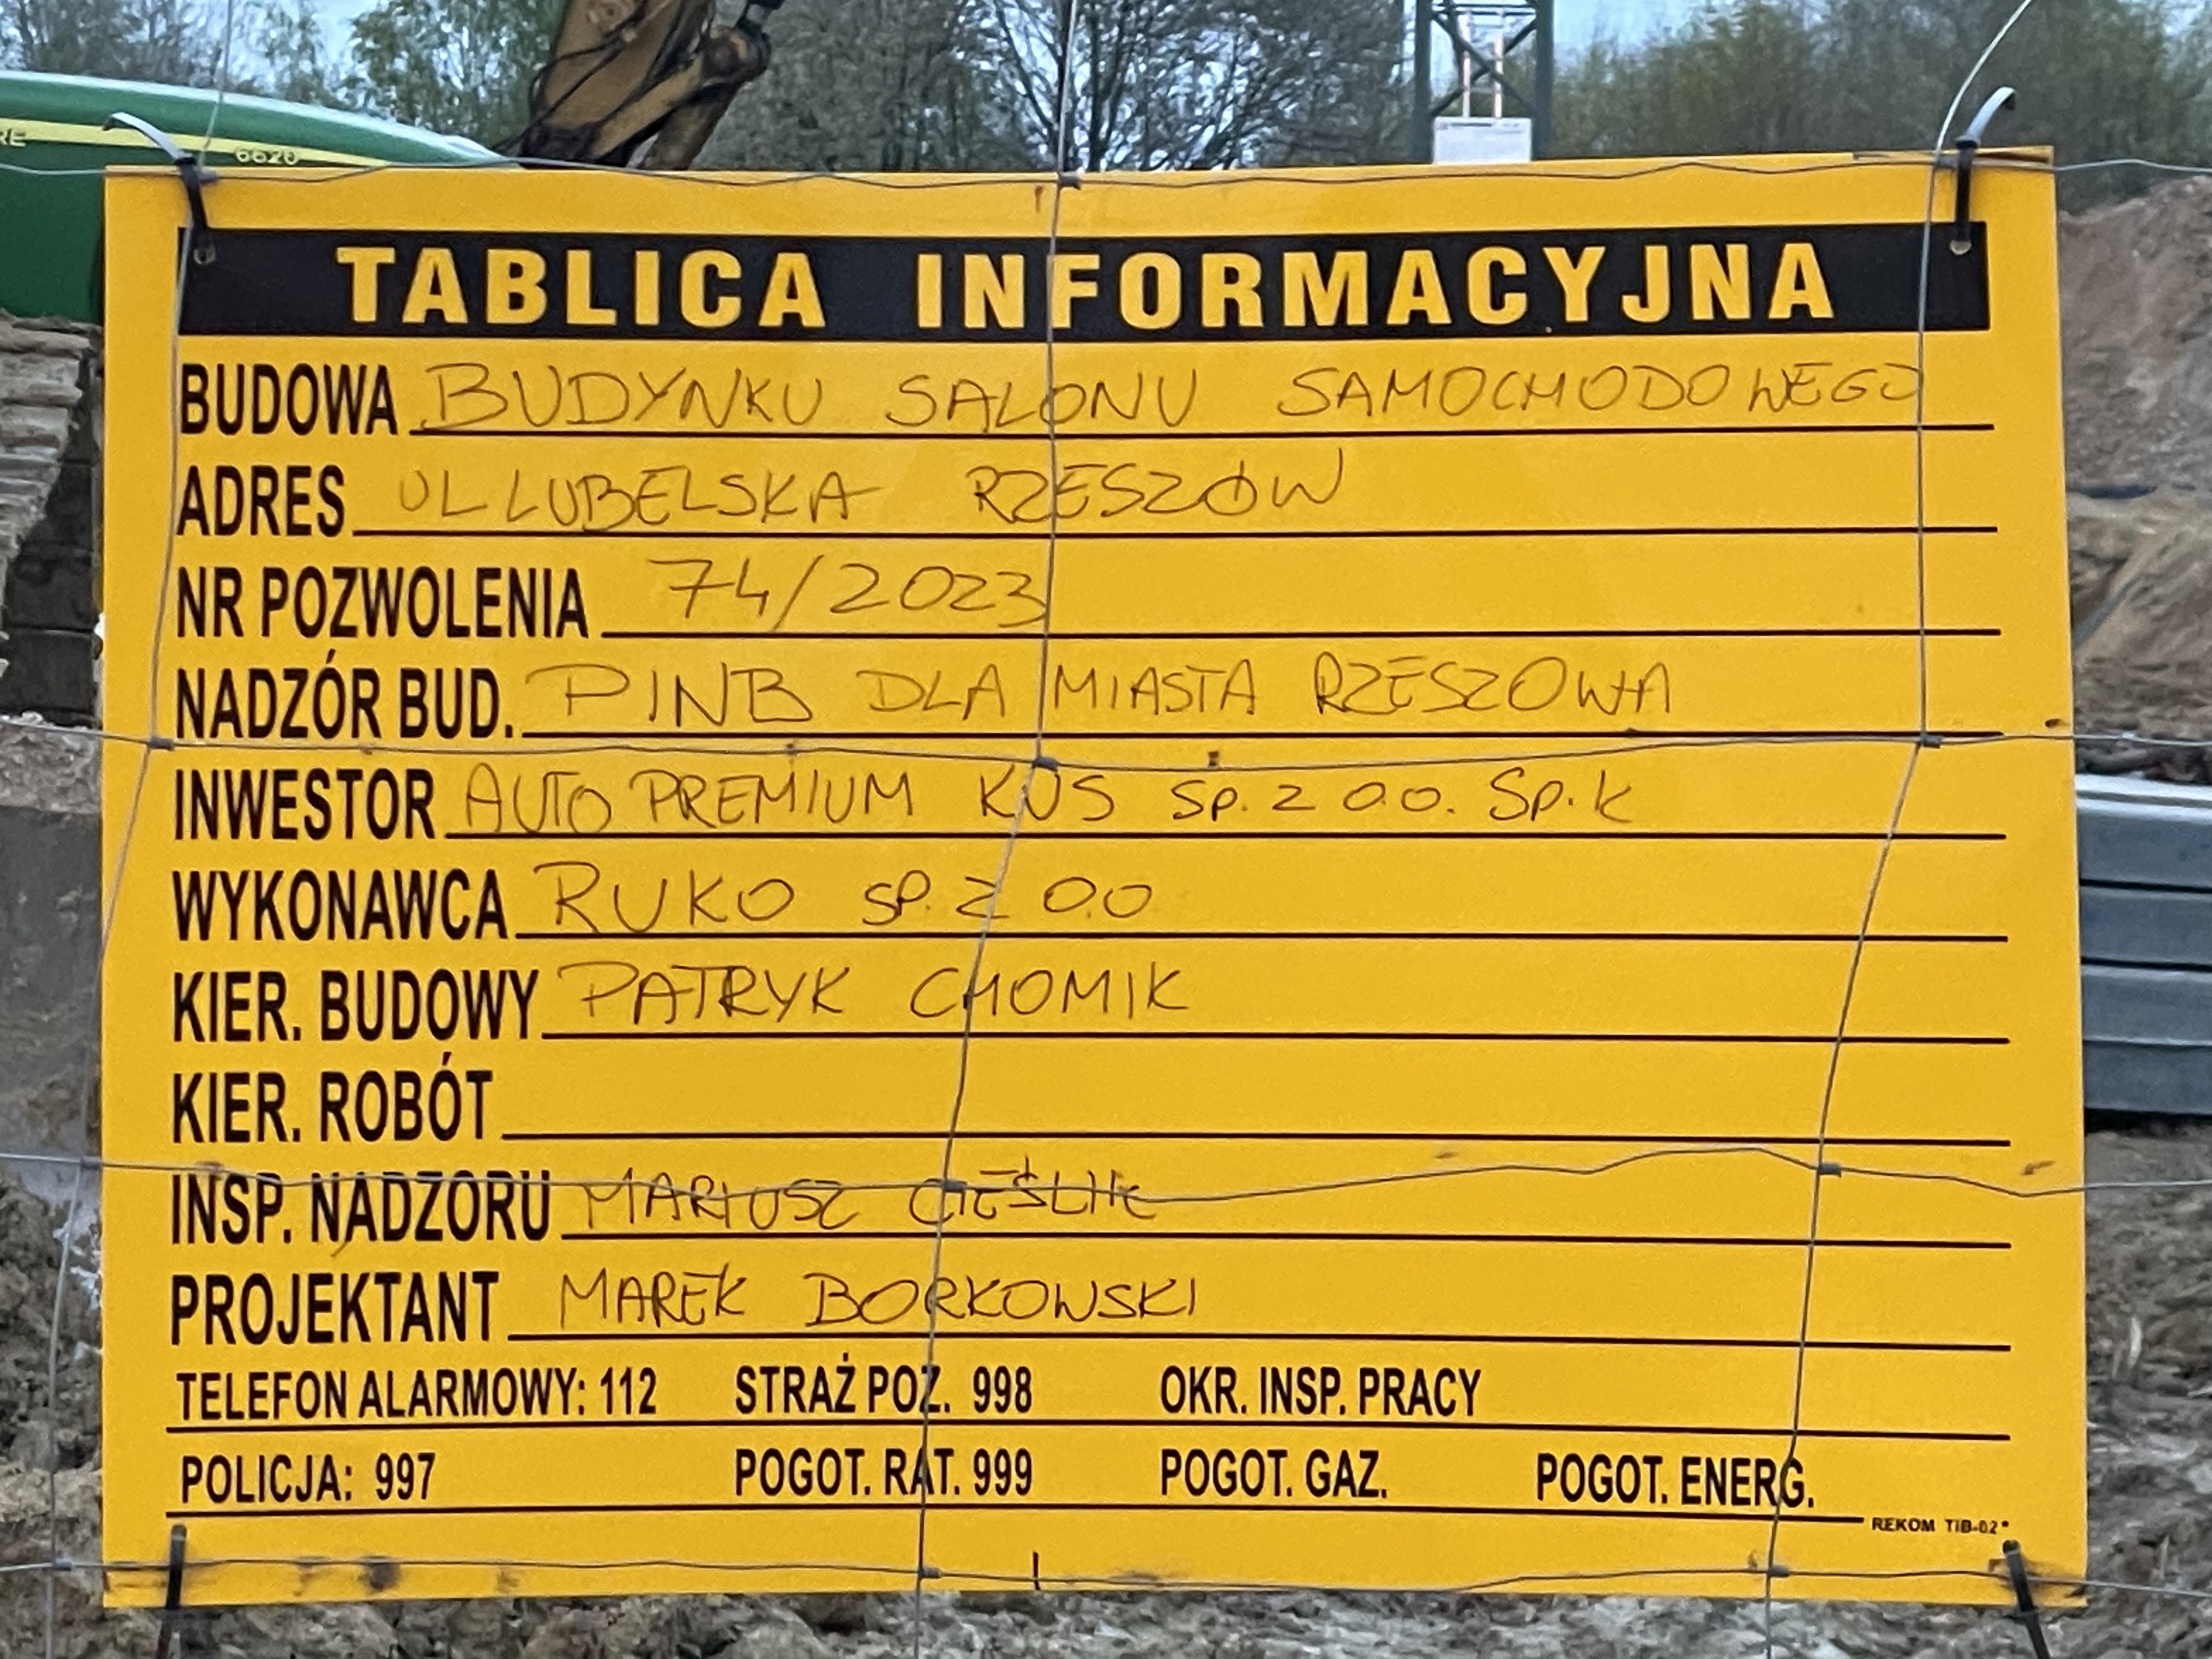 6620
TABLICA INFORMACYJNA
BUDOWA BUDYNKU SALONU SAMOCHODOWEGO
ADRES UL LUBELSKA RZESZÓW
NR POZWOLENIA 74/2023
NADZÓR BUD. PINB DLA MIASTA RZESZOWA
INWESTOR AUTO PREMIUM KUS Sp. z o.o. Sp.k
WYKONAWCA RUKO SP. Z O.O
KIER. BUDOWY PATRYK CHOMIK
KIER. ROBÓT
INSP. NADZORU MARIUSZ CIEŚLIK
PROJEKTANT MAREK BORKOWSKI
TELEFON ALARMOWY: 112 STRAŻ POŻ. 998 OKR. INSP. PRACY
POLICJA: 997 POGOT. RAT. 999 POGOT. GAZ. POGOT. ENERG.
REKOM TIB-02